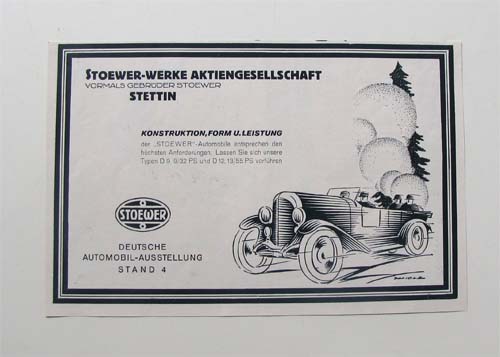 STOEWER-WERKE AKTIENGESELLSCHAFT
VORMALS GEBRÜDER STOEWER
STETTIN
KONSTRUKTION, FORM U. LEISTUNG
der „STOEWER"-Automobile entsprechen den
höchsten Anforderungen. Lassen Sie sich unsere
Typen D 9, 9/32 PS und D 12, 13/55 PS vorführen
STOEWER
DEUTSCHE
AUTOMOBIL-AUSSTELLUNG
STAND 4